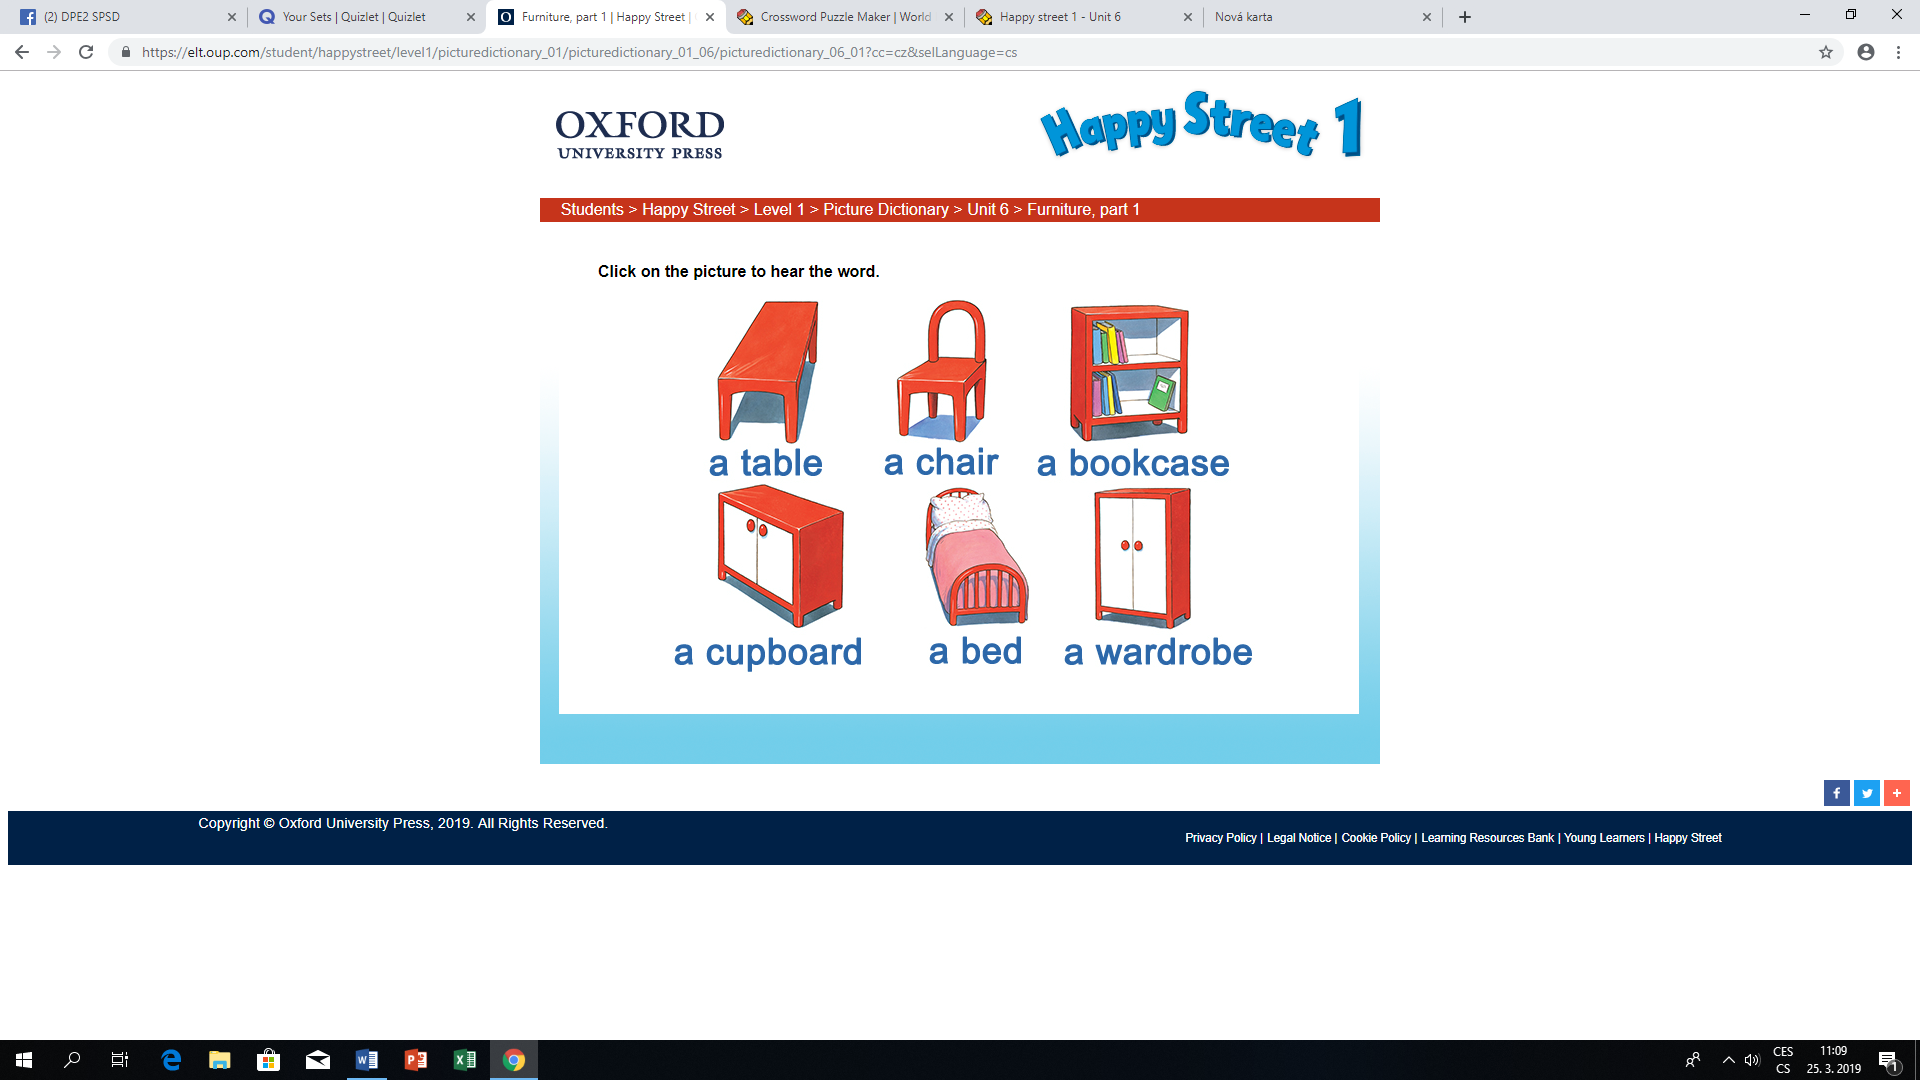 (2) DPE2 SPSD
Your Sets | Quizlet | Quizlet
Furniture, part 1 | Happy Street |
Crossword Puzzle Maker | World
Happy street 1 - Unit 6
Nová karta
https://elt.oup.com/student/happystreet/level1/picturedictionary_01/picturedictionary_01_06/picturedictionary_06_01?cc=cz&selLanguage=cs
OXFORD
UNIVERSITY PRESS
Happy Street 1
Students > Happy Street > Level 1 > Picture Dictionary > Unit 6 > Furniture, part 1
Click on the picture to hear the word.
a table
a chair
a bookcase
a cupboard
a bed
a wardrobe
Copyright © Oxford University Press, 2019. All Rights Reserved.
Privacy Policy | Legal Notice | Cookie Policy | Learning Resources Bank | Young Learners | Happy Street
CES
CS
11:09
25. 3. 2019
1